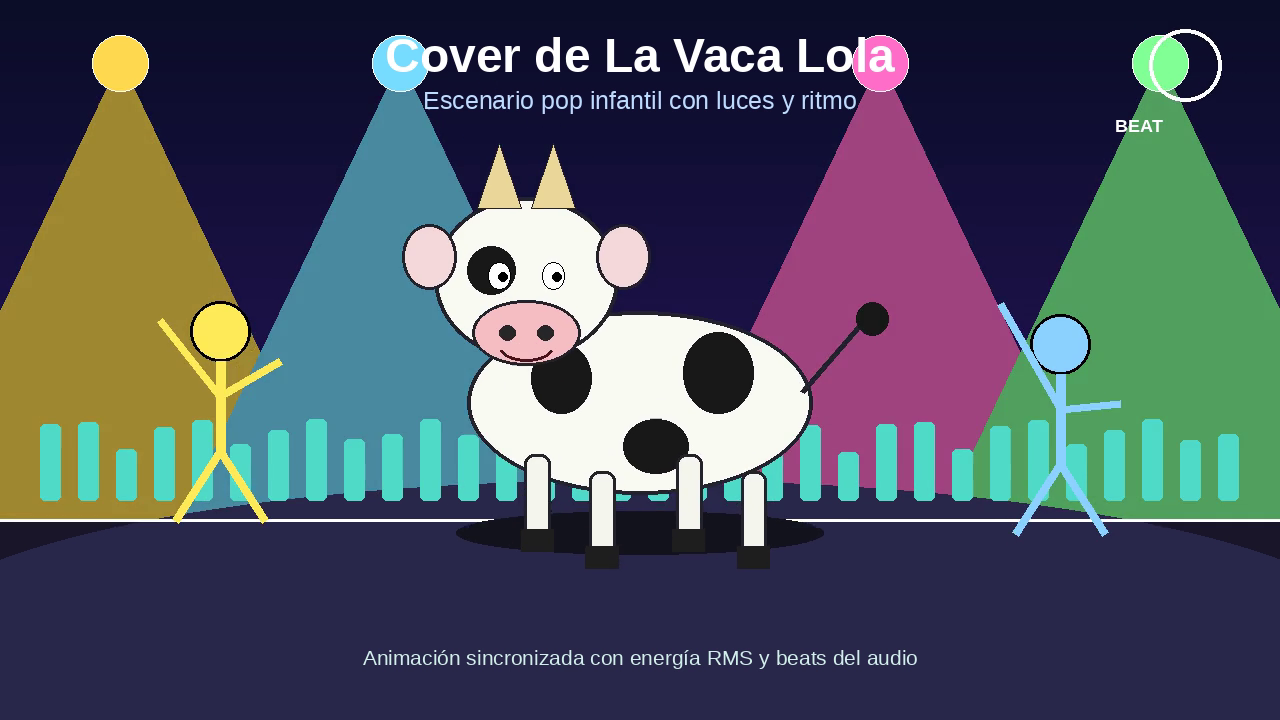 Cover de La Vaca Lola
Escenario pop infantil con luces y ritmo
BEAT
Animación sincronizada con energía RMS y beats del audio